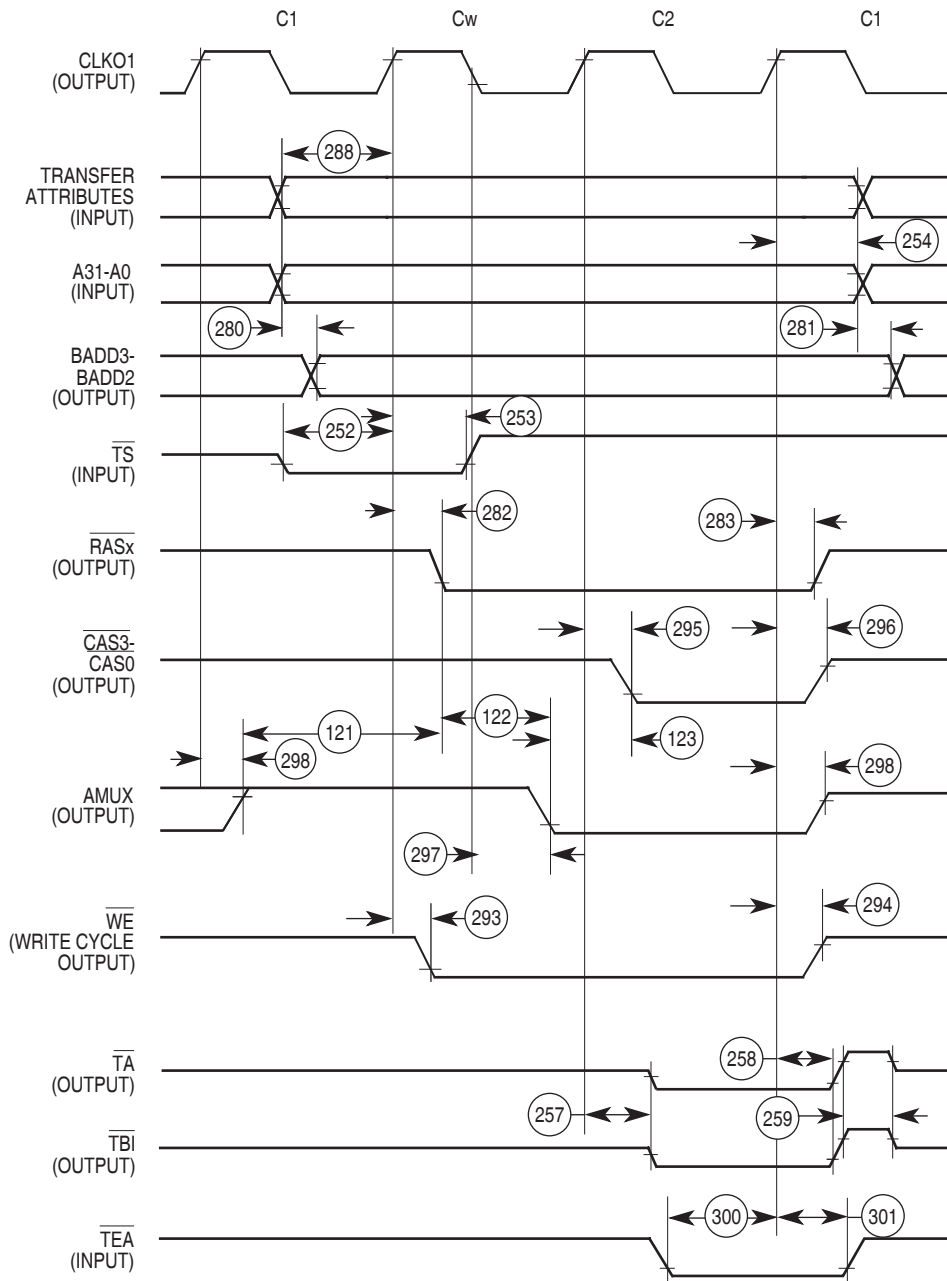 C1 Cw C2 C1
CLKO1
(OUTPUT)
288
TRANSFER
ATTRIBUTES
(INPUT)
254
A31-A0
(INPUT)
280 281
BADD3-
BADD2
(OUTPUT)
252 253
TS
(INPUT)
282 283
RASx
(OUTPUT)
295 296
CAS3-
CAS0
(OUTPUT)
121 122 123
298 298
AMUX
(OUTPUT)
297
293 294
WE
(WRITE CYCLE
OUTPUT)
258
TA
(OUTPUT)
257 259
TBI
(OUTPUT)
300 301
TEA
(INPUT)